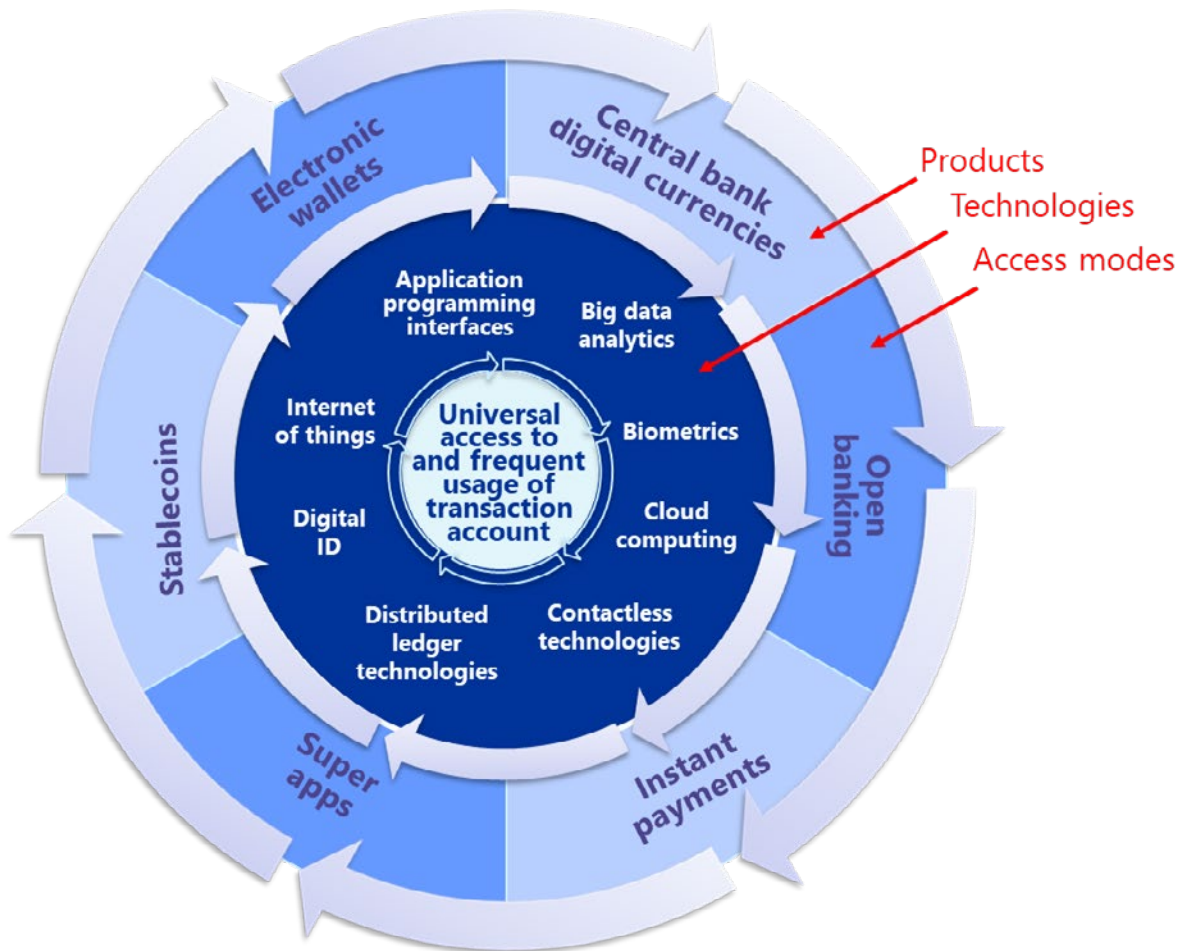 Electronic
wallets
Central bank
digital currencies
Products
Technologies
Access modes
Application
programming
interfaces
Big data
analytics
Internet
of things
Universal
access to
and frequent
usage of
transaction
account
Biometrics
Stablecoins
Open
banking
Digital
ID
Cloud
computing
Distributed
ledger
technologies
Contactless
technologies
Super
apps
Instant
payments